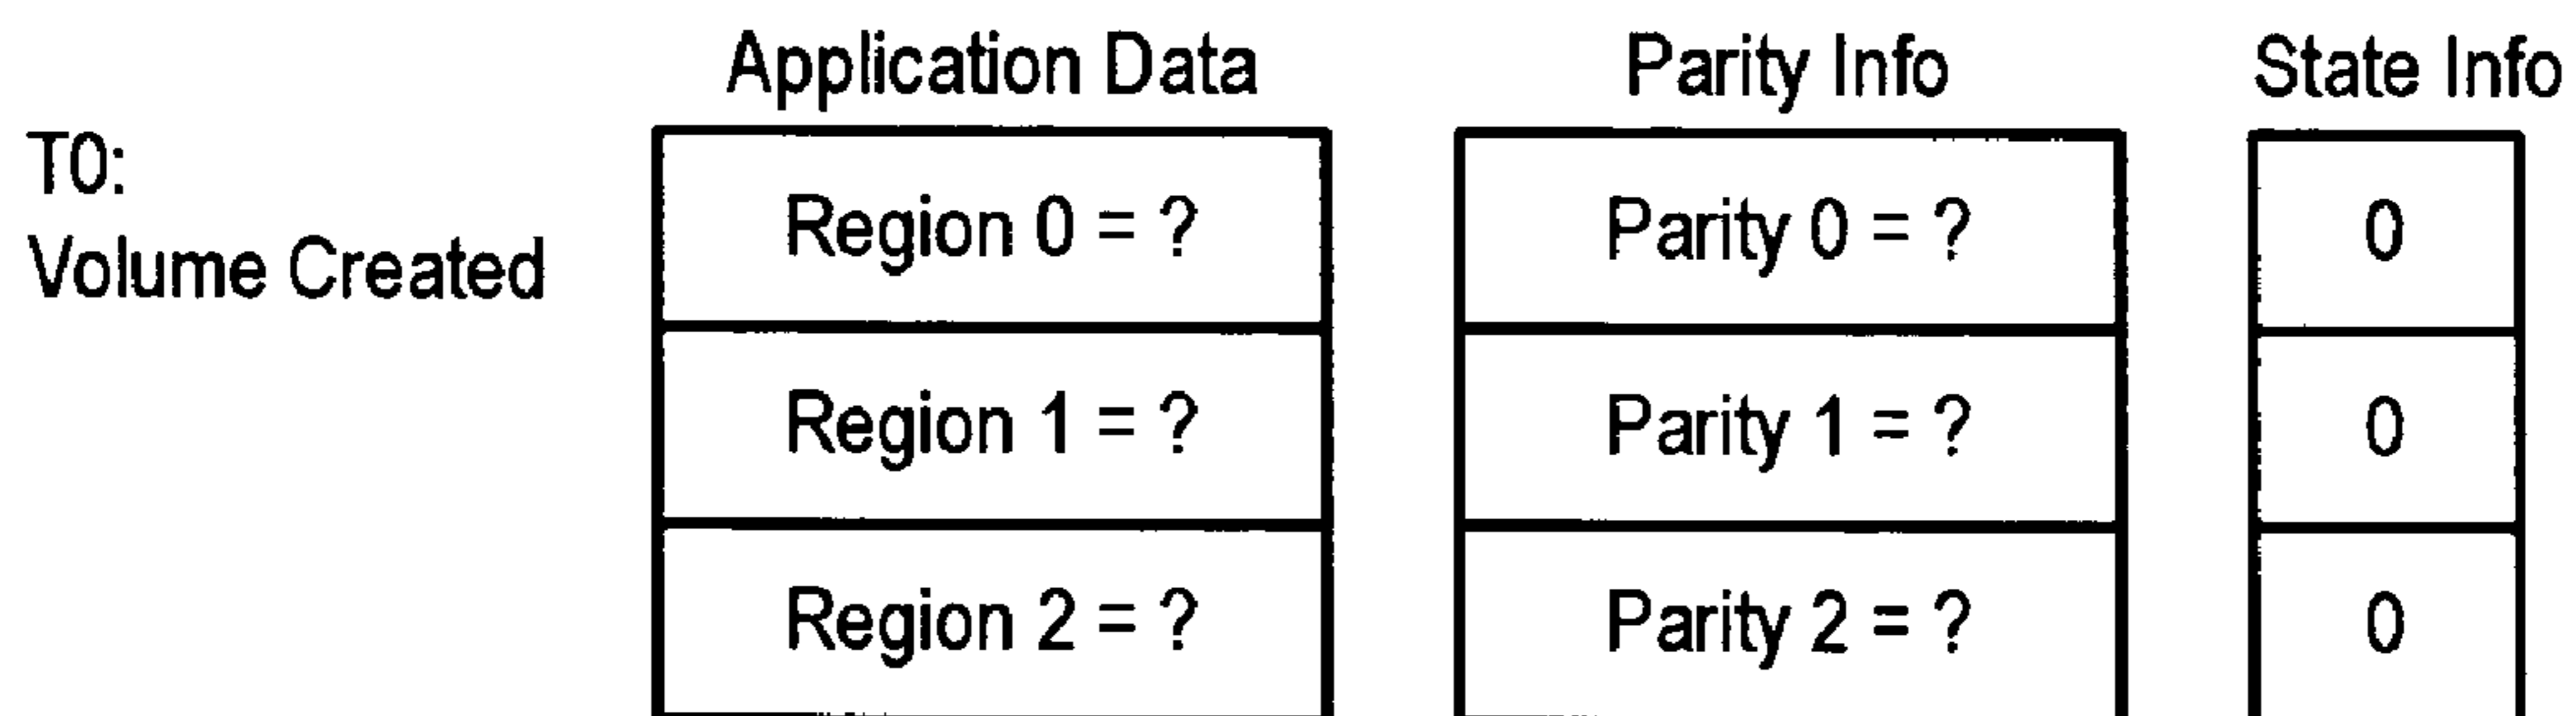 Application Data Parity Info State Info
T0:
Volume Created
Region 0 = ? Parity 0 = ? 0
Region 1 = ? Parity 1 = ? 0
Region 2 = ? Parity 2 = ? 0